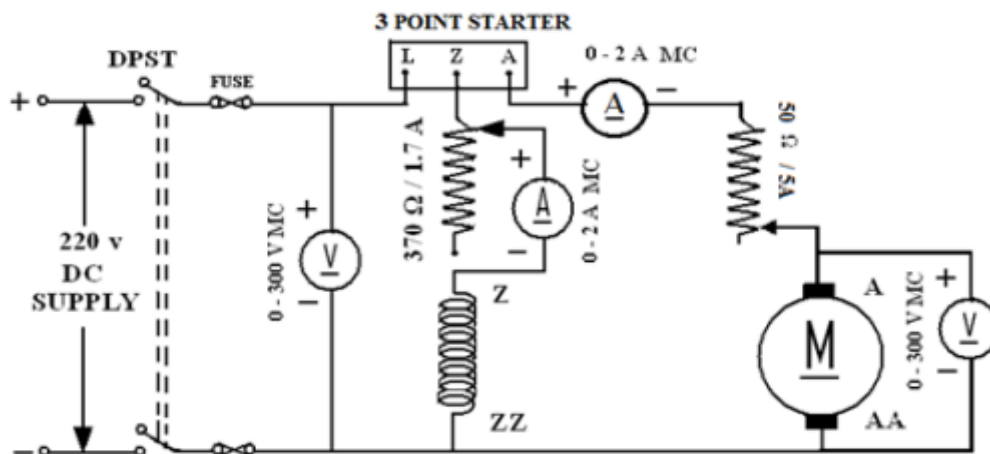 3 POINT STARTER
L Z A
DPST
FUSE
+
220 v
DC
SUPPLY
−
0 - 300 V MC
+
V
−
370 Ω / 1.7 A
+
A
−
0 - 2 A MC
0 - 2 A MC
+
A
−
50 Ω / 5A
Z
ZZ
A
M
AA
0 - 300 V MC
+
V
−